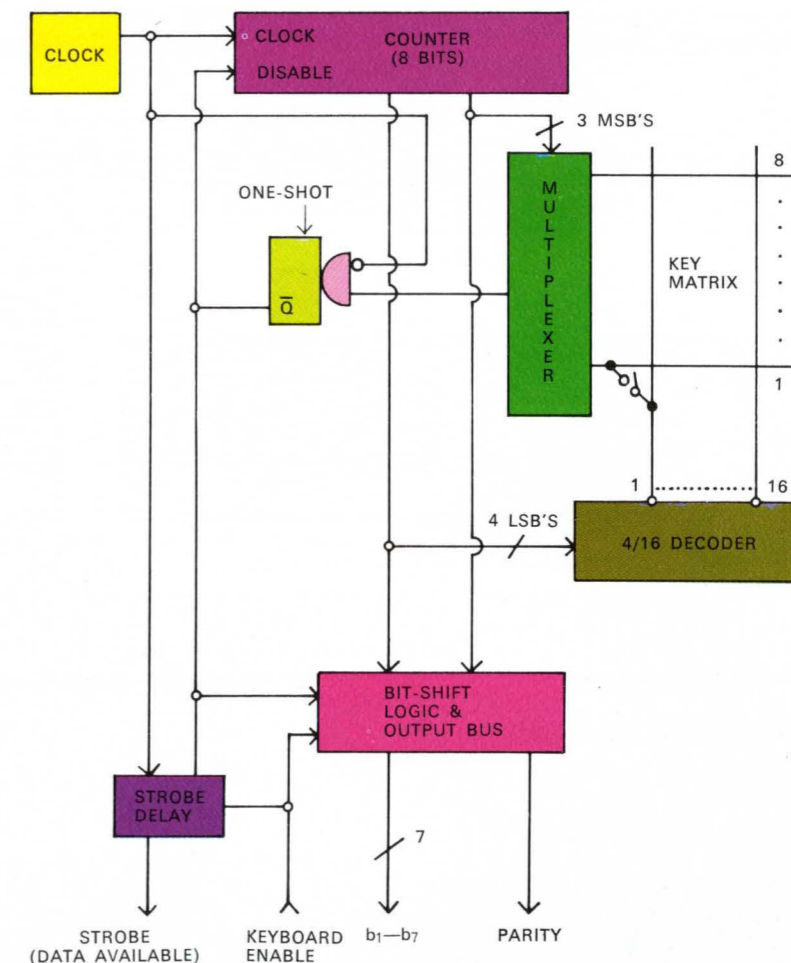 CLOCK
CLOCK
DISABLE
COUNTER
(8 BITS)
3 MSB'S
MULTIPLEXER
8
KEY
MATRIX
1
ONE-SHOT
Q̅
1
16
4 LSB'S
4/16 DECODER
BIT-SHIFT
LOGIC &
OUTPUT BUS
STROBE
DELAY
7
STROBE
(DATA AVAILABLE)
KEYBOARD
ENABLE
b₁—b₇
PARITY